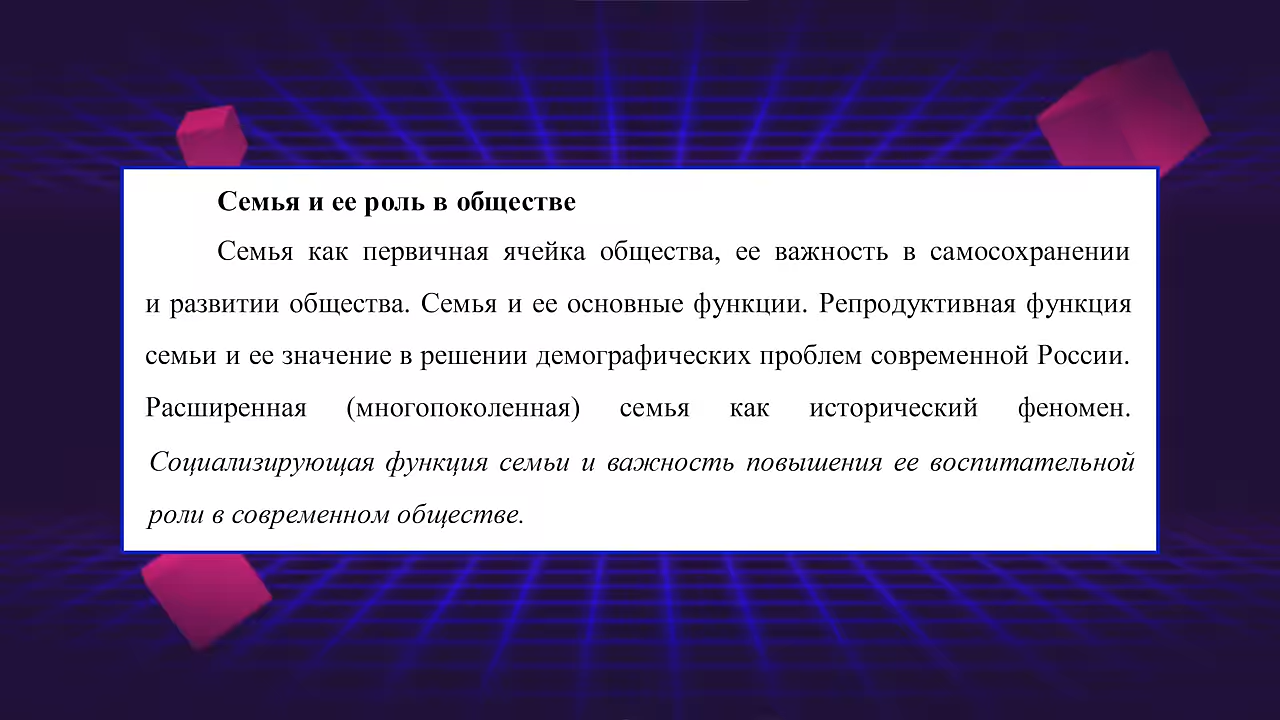 Семья и ее роль в обществе
Семья как первичная ячейка общества, ее важность в самосохранении
и развитии общества. Семья и ее основные функции. Репродуктивная функция
семьи и ее значение в решении демографических проблем современной России.
Расширенная (многопоколенная) семья как исторический феномен.
Социализирующая функция семьи и важность повышения ее воспитательной
роли в современном обществе.